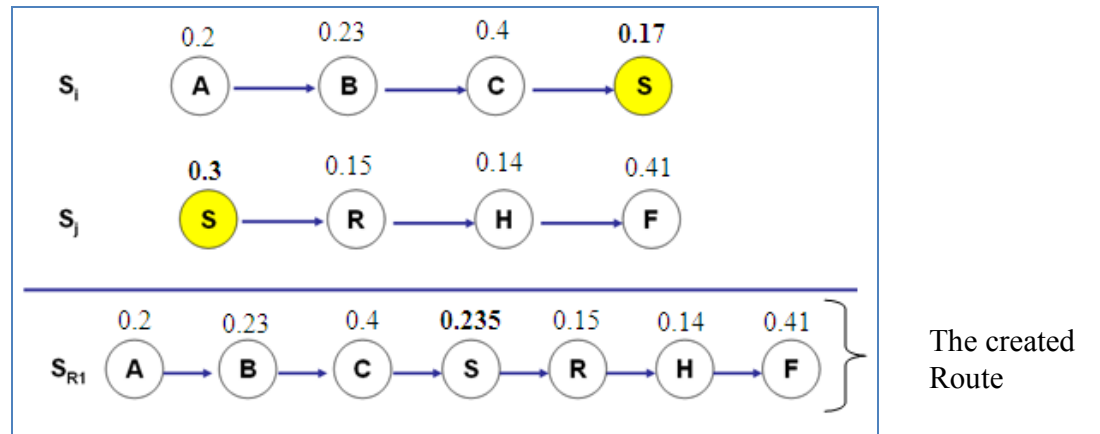 0.2 0.23 0.4 0.17
Si A B C S
0.3 0.15 0.14 0.41
Sj S R H F
0.2 0.23 0.4 0.235 0.15 0.14 0.41
SR1 A B C S R H F
The created
Route